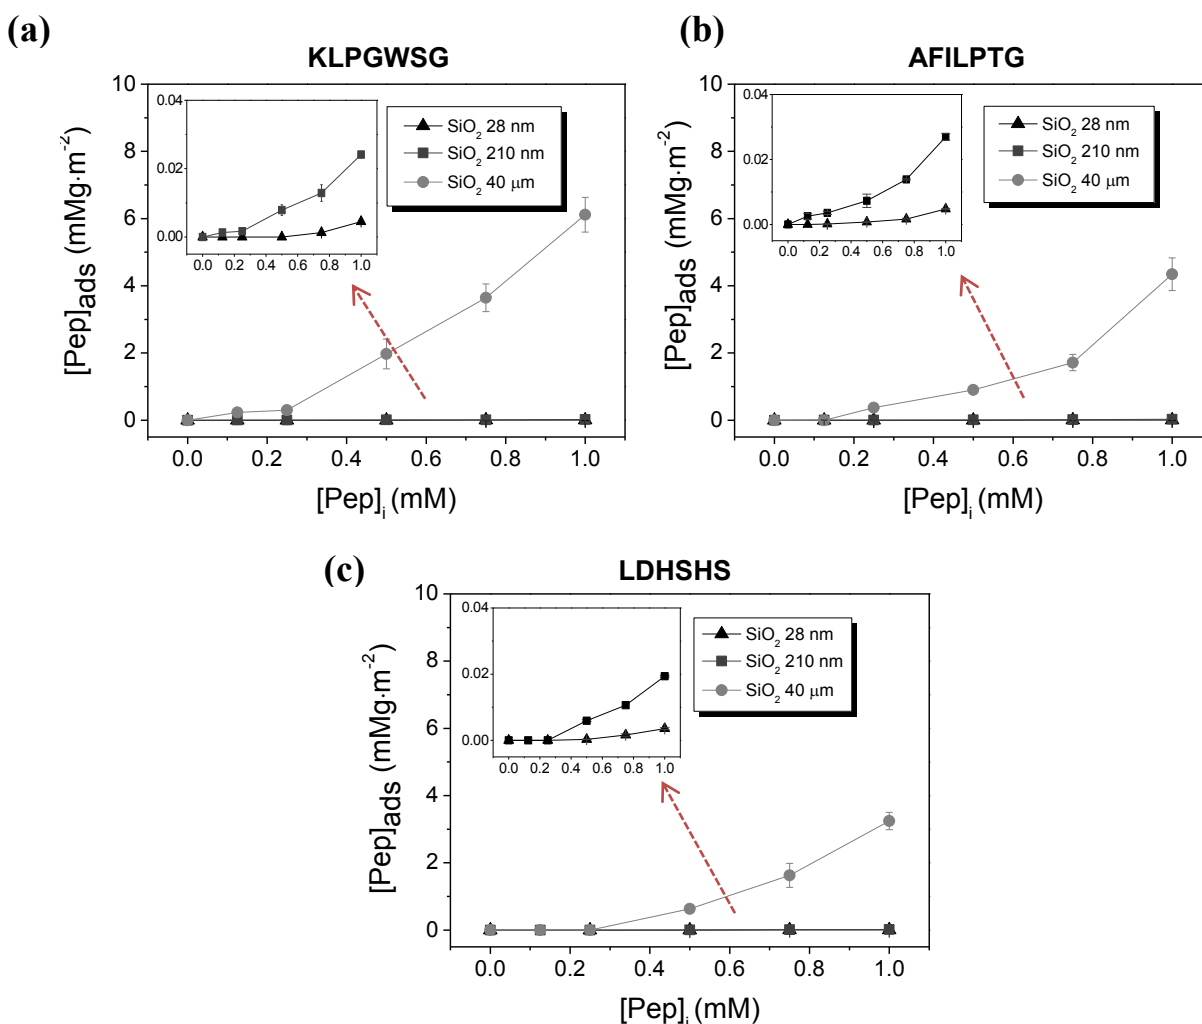 (a)
KLPGWSG
[Pep]ads (mMg·m-2)
10
8
6
4
2
0
0.04
0.02
0.00
0.0 0.2 0.4 0.6 0.8 1.0
SiO2 28 nm
SiO2 210 nm
SiO2 40 μm
0.0 0.2 0.4 0.6 0.8 1.0
[Pep]i (mM)
(b)
AFILPTG
[Pep]ads (mMg·m-2)
10
8
6
4
2
0
0.04
0.02
0.00
0.0 0.2 0.4 0.6 0.8 1.0
SiO2 28 nm
SiO2 210 nm
SiO2 40 μm
0.0 0.2 0.4 0.6 0.8 1.0
[Pep]i (mM)
(c)
LDHSHS
[Pep]ads (mMg·m-2)
10
8
6
4
2
0
0.04
0.02
0.00
0.0 0.2 0.4 0.6 0.8 1.0
SiO2 28 nm
SiO2 210 nm
SiO2 40 μm
0.0 0.2 0.4 0.6 0.8 1.0
[Pep]i (mM)